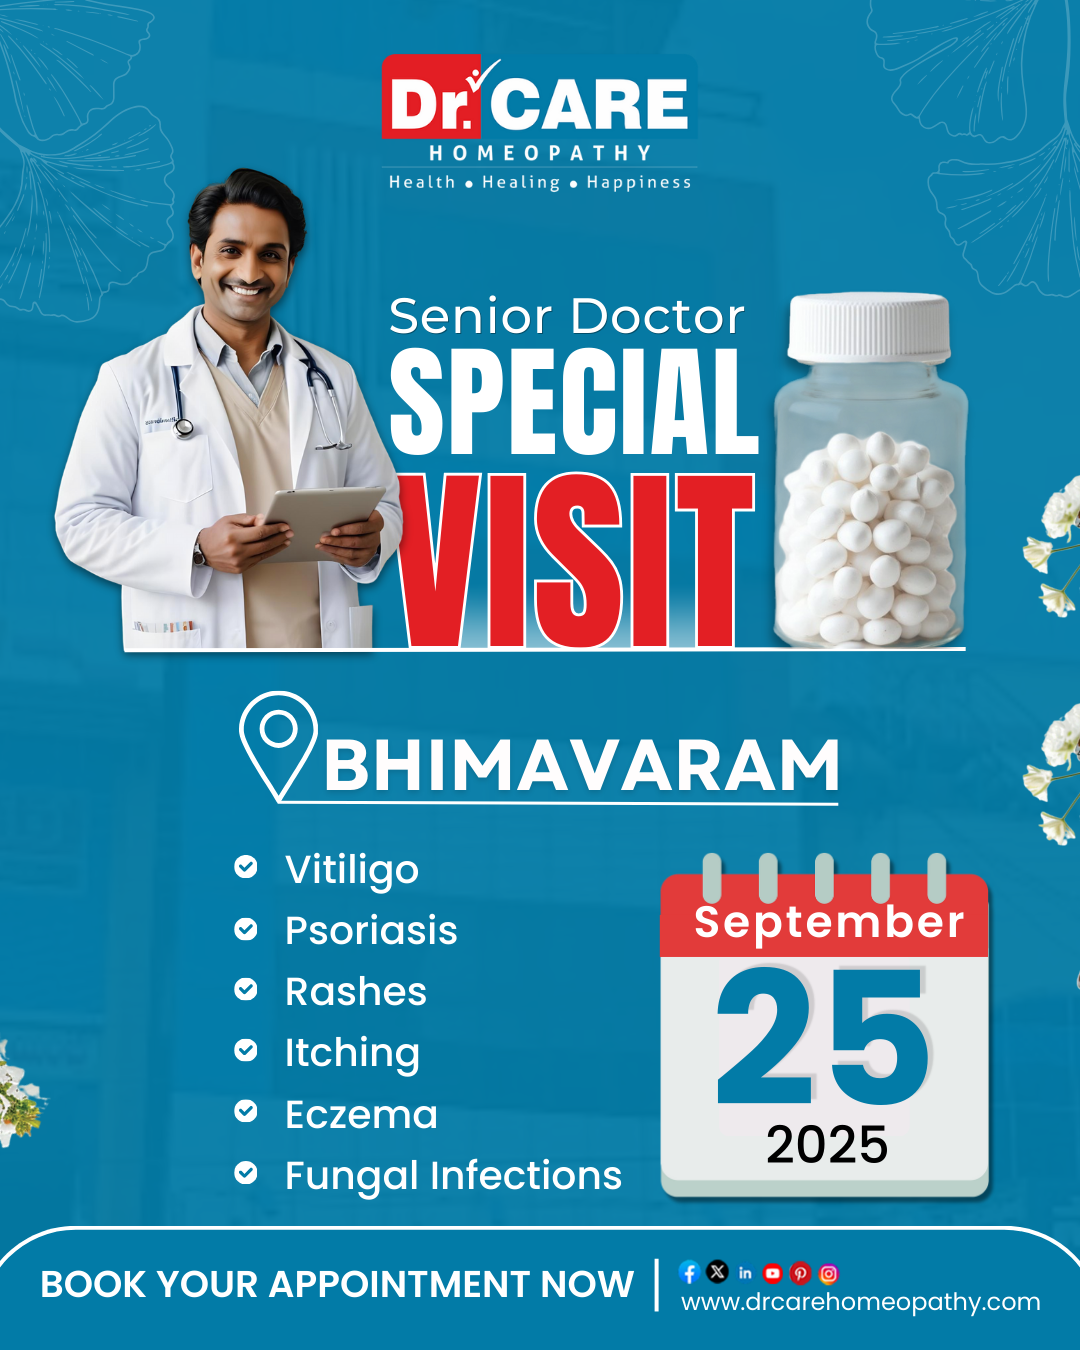 Dr. CARE
HOMEOPATHY
Health • Healing • Happiness
Senior Doctor
SPECIAL
VISIT
BHIMAVARAM
Vitiligo
Psoriasis
Rashes
Itching
Eczema
Fungal Infections
September
25
2025
BOOK YOUR APPOINTMENT NOW
www.drcarehomeopathy.com